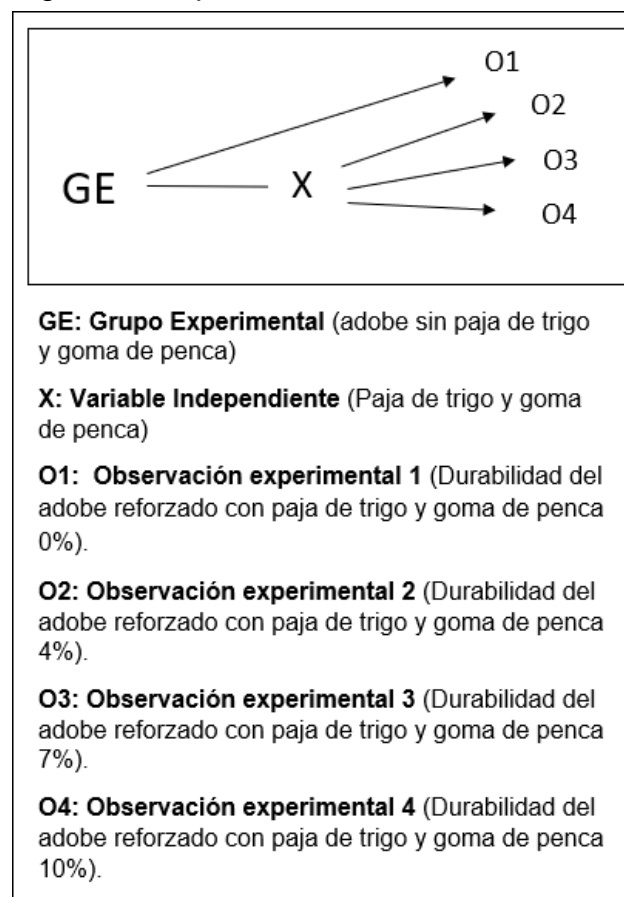 O1
O2
GE
X
O3
O4
GE: Grupo Experimental (adobe sin paja de trigo
y goma de penca)
X: Variable Independiente (Paja de trigo y goma
de penca)
O1:  Observación experimental 1 (Durabilidad del
adobe reforzado con paja de trigo y goma de penca
0%).
O2: Observación experimental 2 (Durabilidad del
adobe reforzado con paja de trigo y goma de penca
4%).
O3: Observación experimental 3 (Durabilidad del
adobe reforzado con paja de trigo y goma de penca
7%).
O4: Observación experimental 4 (Durabilidad del
adobe reforzado con paja de trigo y goma de penca
10%).